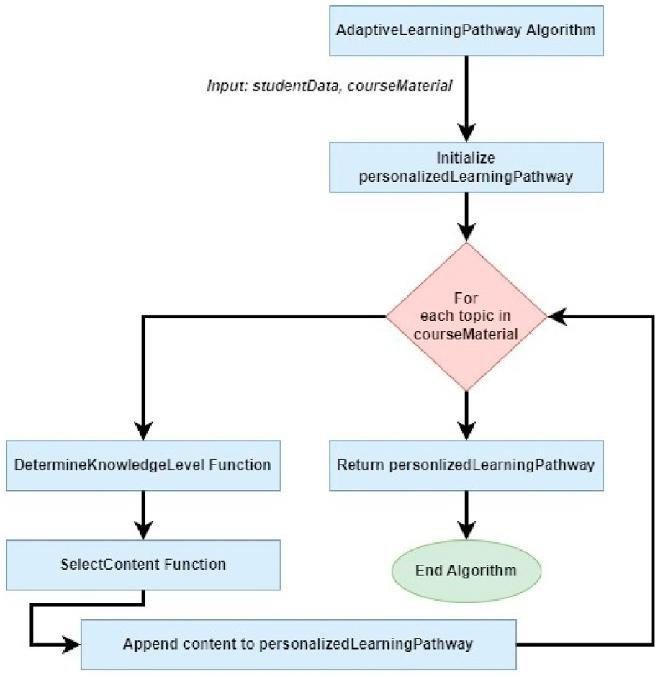 AdaptiveLearningPathway Algorithm
Input: studentData, courseMaterial
Initialize
personalizedLearningPathway
For
each topic in
courseMaterial
DetermineKnowledgeLevel Function
Return personlizedLearningPathway
SelectContent Function
End Algorithm
Append content to personalizedLearningPathway